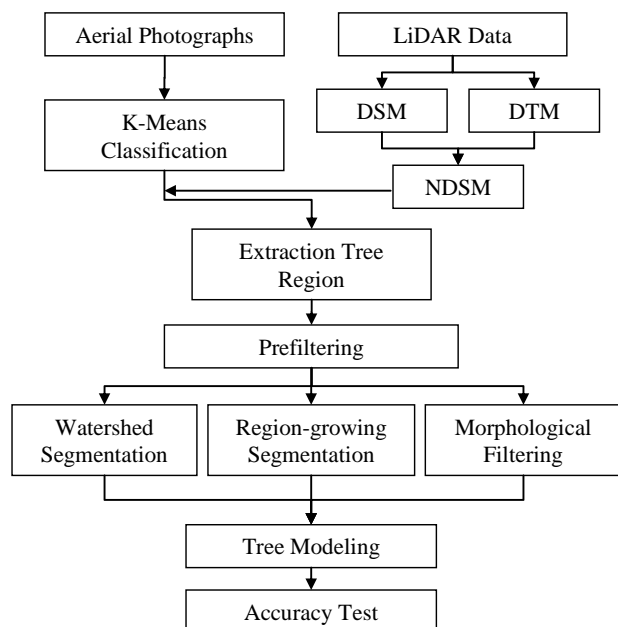 Aerial Photographs
LiDAR Data
K-Means
Classification
DSM
DTM
NDSM
Extraction Tree
Region
Prefiltering
Watershed
Segmentation
Region-growing
Segmentation
Morphological
Filtering
Tree Modeling
Accuracy Test